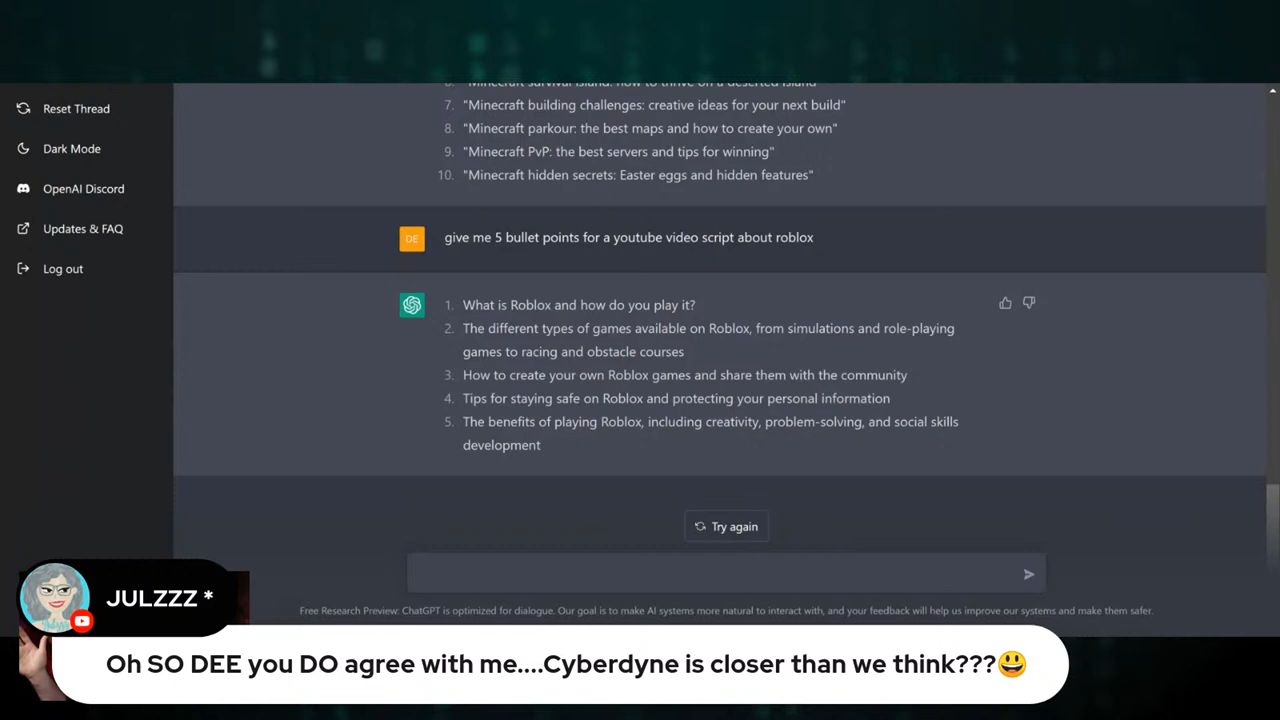 Reset Thread
Dark Mode
OpenAI Discord
Updates & FAQ
Log out
"Minecraft survival island: how to thrive on a deserted island
7. "Minecraft building challenges: creative ideas for your next build"
8. "Minecraft parkour: the best maps and how to create your own"
9. "Minecraft PvP: the best servers and tips for winning"
10. "Minecraft hidden secrets: Easter eggs and hidden features"
DE
give me 5 bullet points for a youtube video script about roblox
1. What is Roblox and how do you play it?
2. The different types of games available on Roblox, from simulations and role-playing
games to racing and obstacle courses
3. How to create your own Roblox games and share them with the community
4. Tips for staying safe on Roblox and protecting your personal information
5. The benefits of playing Roblox, including creativity, problem-solving, and social skills
development
Try again
Free Research Preview: ChatGPT is optimized for dialogue. Our goal is to make AI systems more natural to interact with, and your feedback will help us improve our systems and make them safer.
JULZZZ *
Oh SO DEE you DO agree with me....Cyberdyne is closer than we think???😃